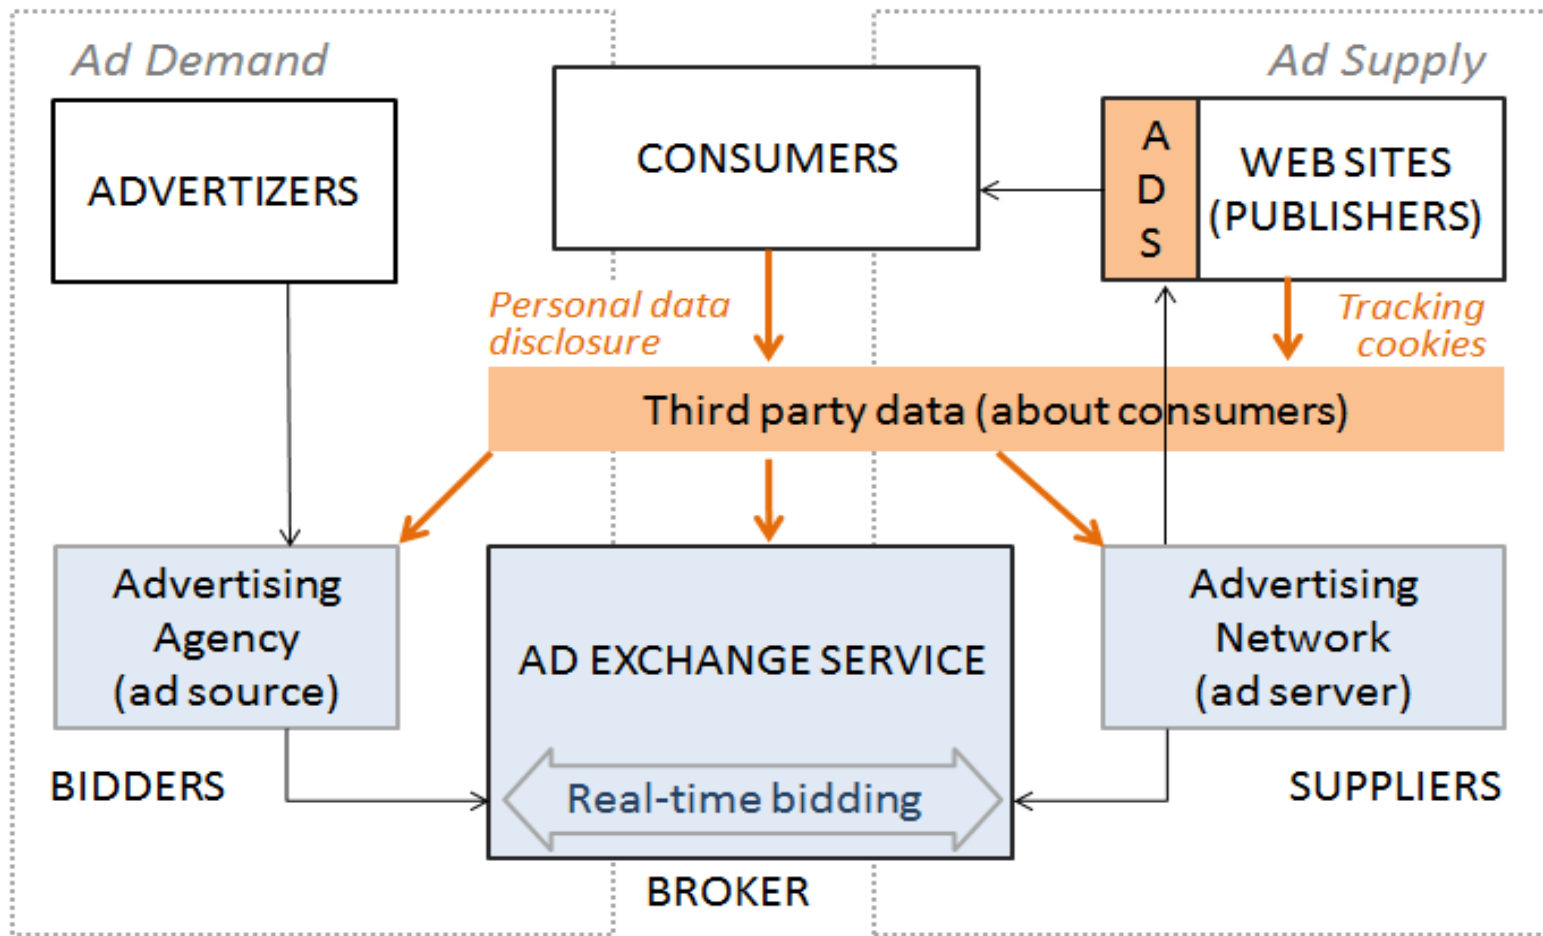 Ad Demand
Ad Supply
ADVERTIZERS
CONSUMERS
A
D
S
WEB SITES
(PUBLISHERS)
Personal data
disclosure
Tracking
cookies
Third party data (about consumers)
Advertising
Agency
(ad source)
AD EXCHANGE SERVICE
Advertising
Network
(ad server)
BIDDERS
Real-time bidding
SUPPLIERS
BROKER